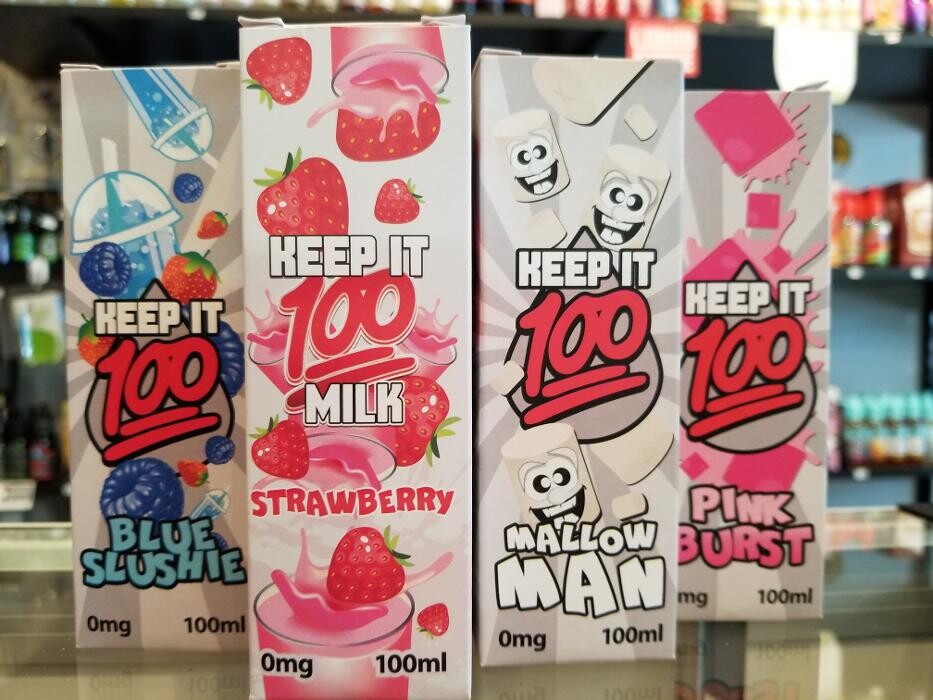 KEEP IT
100
BLUE
SLUSHIE
0mg 100ml
KEEP IT
100
MILK
STRAWBERRY
0mg 100ml
KEEP IT
100
MALLOW
MAN
0mg 100ml
KEEP IT
100
PINK
BURST
mg 100ml